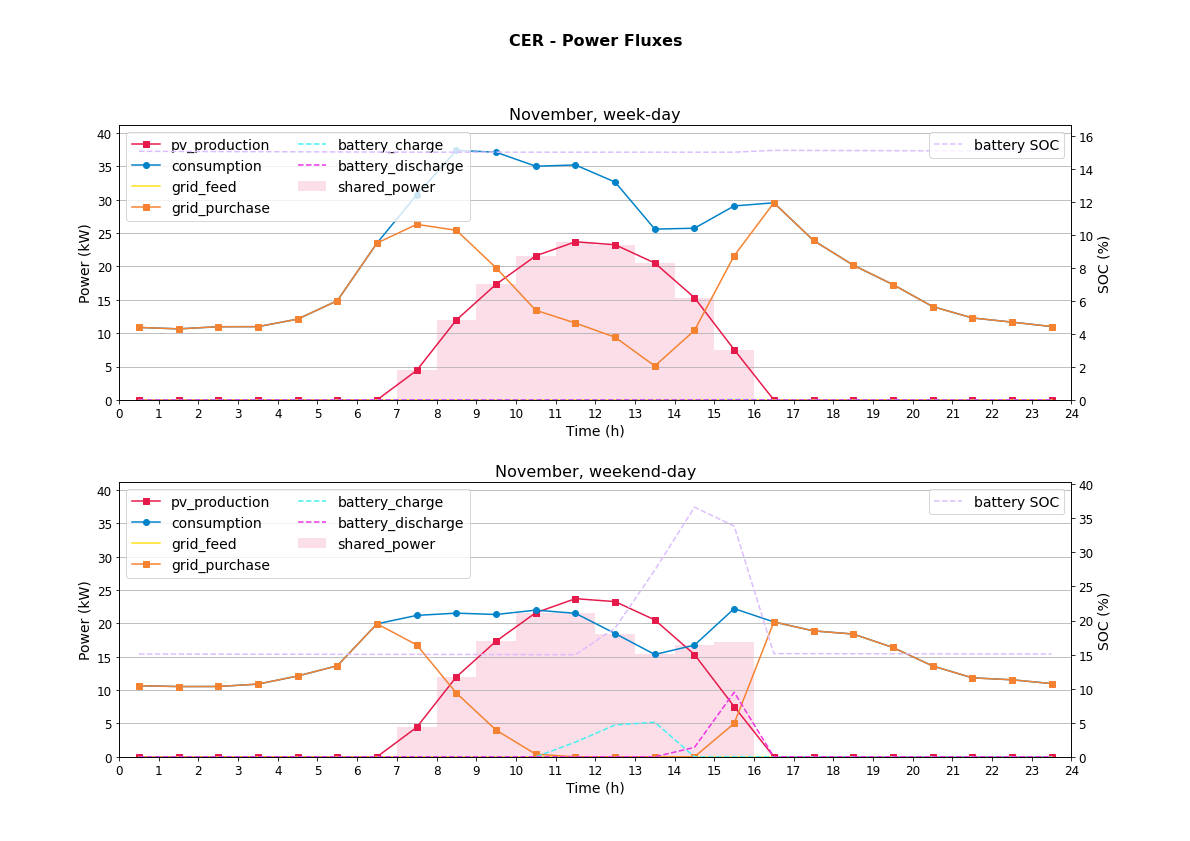 CER - Power Fluxes
November, week-day
pv_production
consumption
grid_feed
grid_purchase
battery_charge
battery_discharge
shared_power
battery SOC
Power (kW)
40
35
30
25
20
15
10
5
0
SOC (%)
16
14
12
10
8
6
4
2
0
0 1 2 3 4 5 6 7 8 9 10 11 12 13 14 15 16 17 18 19 20 21 22 23 24
Time (h)
November, weekend-day
pv_production
consumption
grid_feed
grid_purchase
battery_charge
battery_discharge
shared_power
battery SOC
Power (kW)
40
35
30
25
20
15
10
5
0
SOC (%)
40
35
30
25
20
15
10
5
0
0 1 2 3 4 5 6 7 8 9 10 11 12 13 14 15 16 17 18 19 20 21 22 23 24
Time (h)